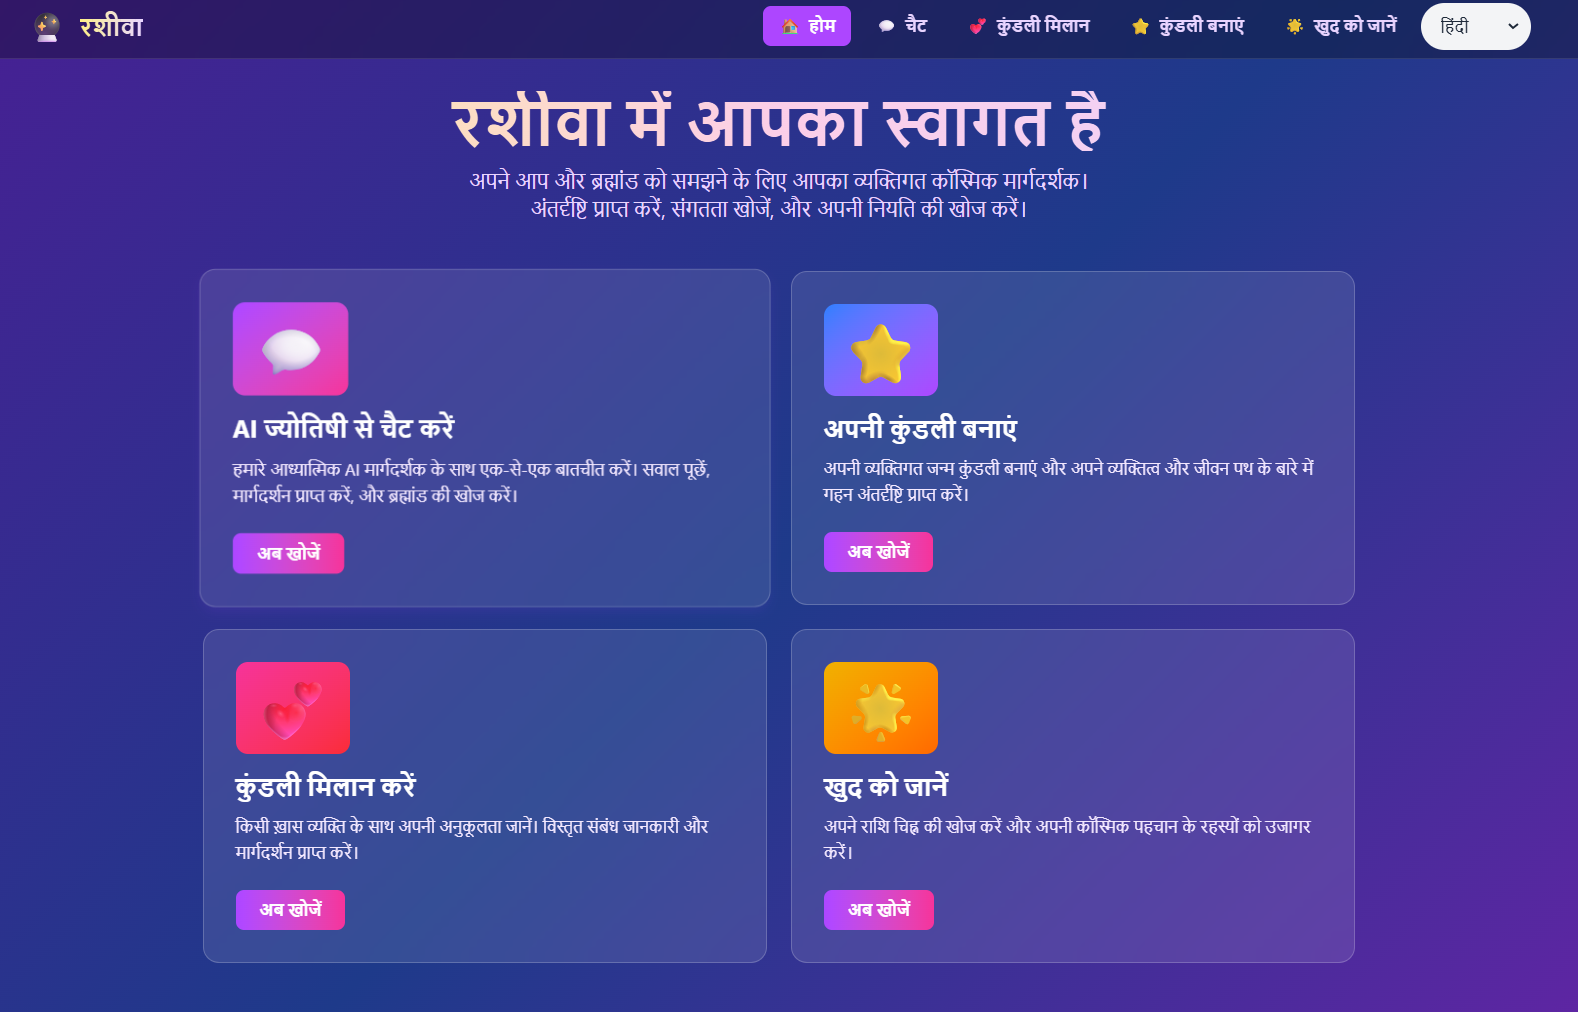 रशीवा
होम
चैट
कुंडली मिलान
कुंडली बनाएं
खुद को जानें
हिंदी
रशीवा में आपका स्वागत है
अपने आप और ब्रह्मांड को समझने के लिए आपका व्यक्तिगत कॉस्मिक मार्गदर्शक।
अंतर्दृष्टि प्राप्त करें, संगतता खोजें, और अपनी नियति की खोज करें।
AI ज्योतिषी से चैट करें
हमारे आध्यात्मिक AI मार्गदर्शक के साथ एक-से-एक बातचीत करें। सवाल पूछें,
मार्गदर्शन प्राप्त करें, और ब्रह्मांड की खोज करें।
अब खोजें
अपनी कुंडली बनाएं
अपनी व्यक्तिगत जन्म कुंडली बनाएं और अपने व्यक्तित्व और जीवन पथ के बारे में
गहन अंतर्दृष्टि प्राप्त करें।
अब खोजें
कुंडली मिलान करें
किसी ख़ास व्यक्ति के साथ अपनी अनुकूलता जानें। विस्तृत संबंध जानकारी और
मार्गदर्शन प्राप्त करें।
अब खोजें
खुद को जानें
अपने राशि चिह्न की खोज करें और अपनी कॉस्मिक पहचान के रहस्यों को उजागर
करें।
अब खोजें